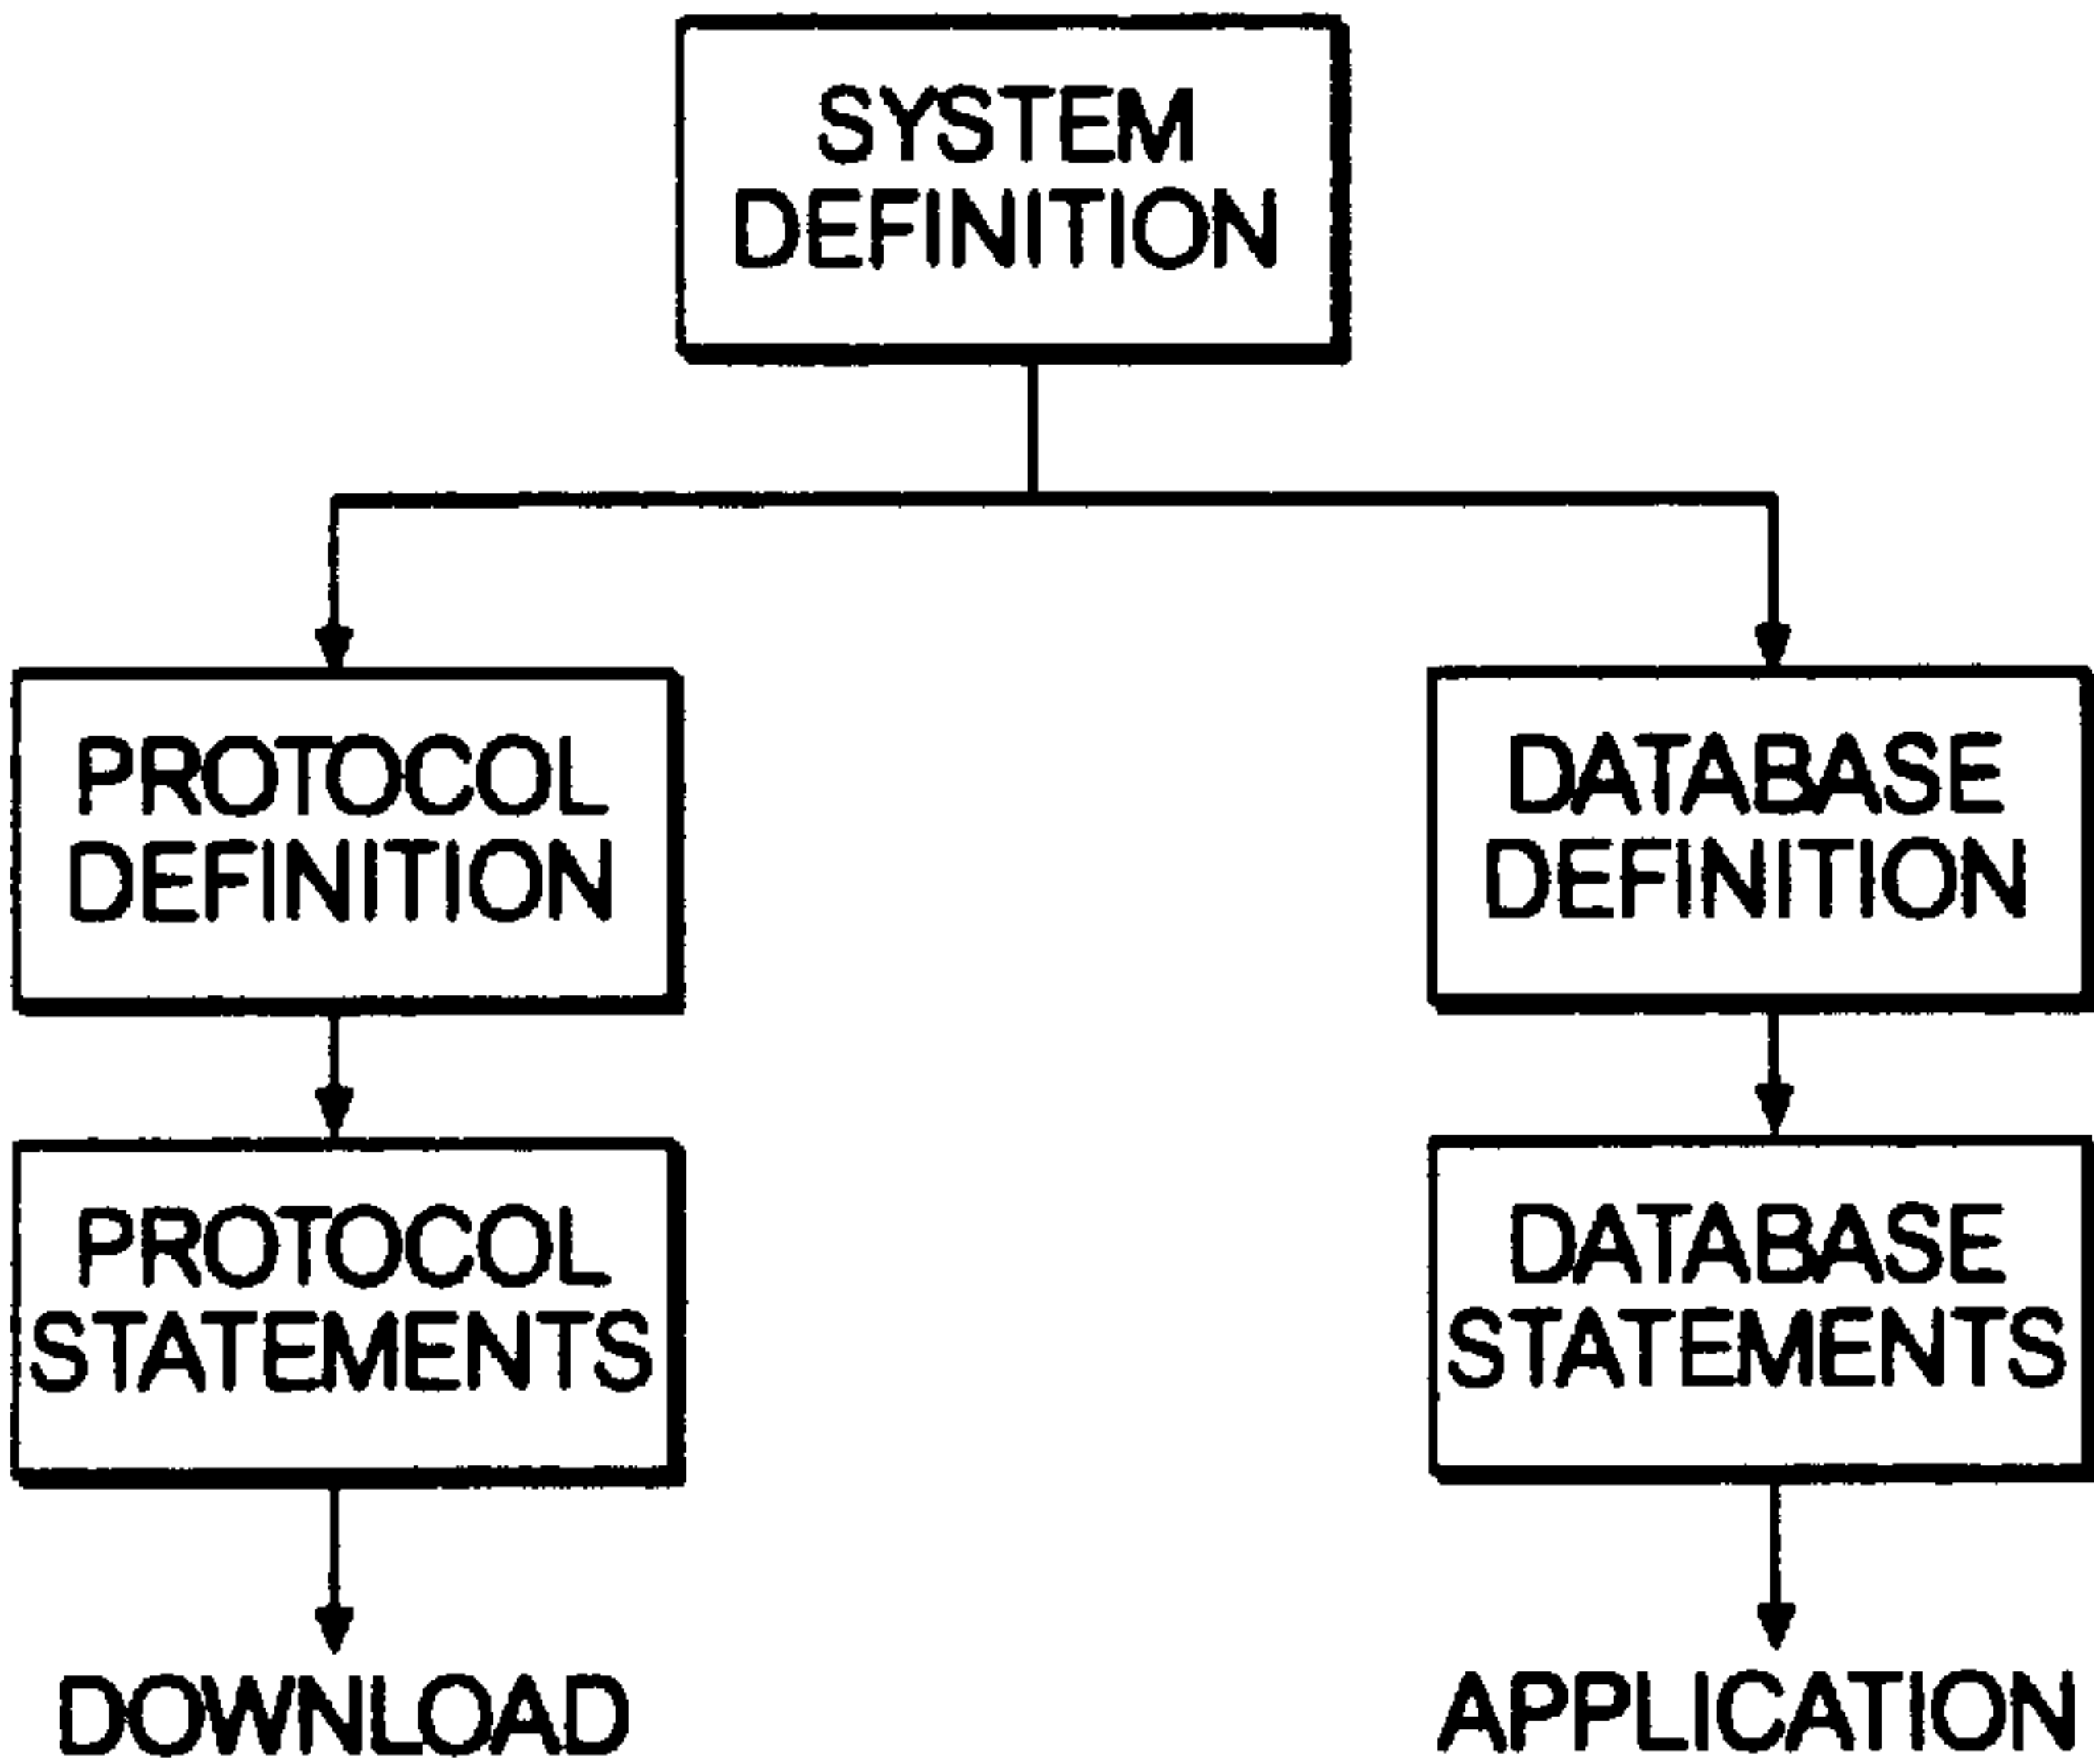 SYSTEM
DEFINITION
PROTOCOL
DEFINITION
DATABASE
DEFINITION
PROTOCOL
STATEMENTS
DATABASE
STATEMENTS
DOWNLOAD
APPLICATION